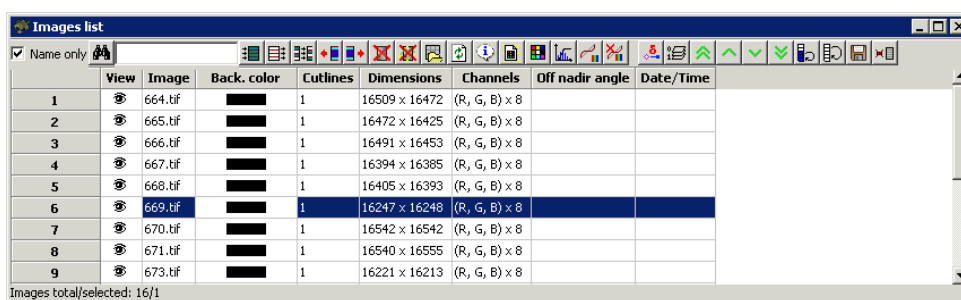 Images list
Name only
View Image Back. color Cutlines Dimensions Channels Off nadir angle Date/Time
1 664.tif 1 16509 x 16472 (R, G, B) x 8
2 665.tif 1 16472 x 16425 (R, G, B) x 8
3 666.tif 1 16491 x 16453 (R, G, B) x 8
4 667.tif 1 16394 x 16385 (R, G, B) x 8
5 668.tif 1 16405 x 16393 (R, G, B) x 8
6 669.tif 1 16247 x 16248 (R, G, B) x 8
7 670.tif 1 16542 x 16542 (R, G, B) x 8
8 671.tif 1 16540 x 16555 (R, G, B) x 8
9 673.tif 1 16221 x 16213 (R, G, B) x 8
Images total/selected: 16/1